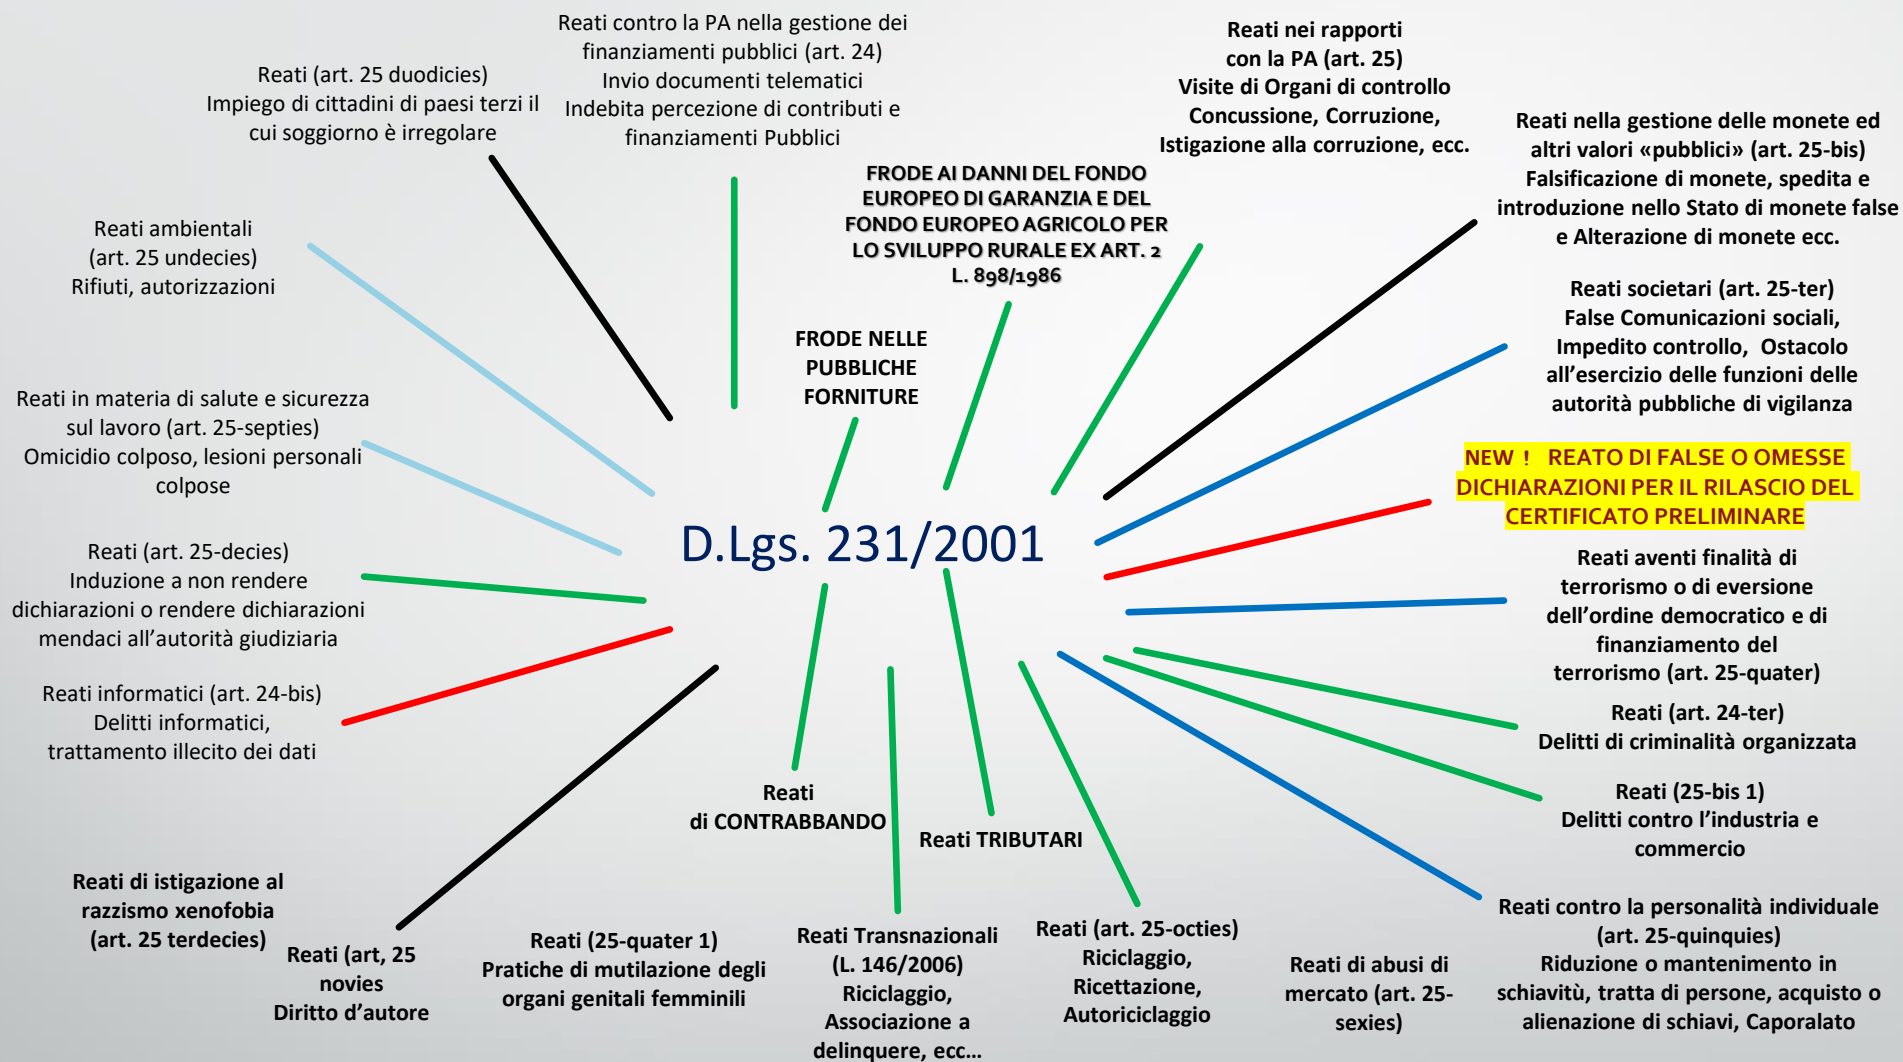 Reati contro la PA nella gestione dei
finanziamenti pubblici (art. 24)
Invio documenti telematici
Indebita percezione di contributi e
finanziamenti Pubblici
Reati nei rapporti
con la PA (art. 25)
Visite di Organi di controllo
Concussione, Corruzione,
Istigazione alla corruzione, ecc.
Reati (art. 25 duodicies)
Impiego di cittadini di paesi terzi il
cui soggiorno è irregolare
Reati nella gestione delle monete ed
altri valori «pubblici» (art. 25-bis)
Falsificazione di monete, spedita e
introduzione nello Stato di monete false
e Alterazione di monete ecc.
FRODE AI DANNI DEL FONDO
EUROPEO DI GARANZIA E DEL
FONDO EUROPEO AGRICOLO PER
LO SVILUPPO RURALE EX ART. 2
L. 898/1986
Reati ambientali
(art. 25 undecies)
Rifiuti, autorizzazioni
Reati societari (art. 25-ter)
False Comunicazioni sociali,
Impedito controllo, Ostacolo
all'esercizio delle funzioni delle
autorità pubbliche di vigilanza
FRODE NELLE
PUBBLICHE
FORNITURE
Reati in materia di salute e sicurezza
sul lavoro (art. 25-septies)
Omicidio colposo, lesioni personali
colpose
NEW ! REATO DI FALSE O OMESSE
DICHIARAZIONI PER IL RILASCIO DEL
CERTIFICATO PRELIMINARE
D.Lgs. 231/2001
Reati (art. 25-decies)
Induzione a non rendere
dichiarazioni o rendere dichiarazioni
mendaci all'autorità giudiziaria
Reati aventi finalità di
terrorismo o di eversione
dell'ordine democratico e di
finanziamento del
terrorismo (art. 25-quater)
Reati informatici (art. 24-bis)
Delitti informatici,
trattamento illecito dei dati
Reati (art. 24-ter)
Delitti di criminalità organizzata
Reati
di CONTRABBANDO
Reati TRIBUTARI
Reati (25-bis 1)
Delitti contro l'industria e
commercio
Reati di istigazione al
razzismo xenofobia
(art. 25 terdecies)
Reati (art, 25
novies
Diritto d'autore
Reati (25-quater 1)
Pratiche di mutilazione degli
organi genitali femminili
Reati Transnazionali
(L. 146/2006)
Riciclaggio,
Associazione a
delinquere, ecc…
Reati (art. 25-octies)
Riciclaggio,
Ricettazione,
Autoriciclaggio
Reati di abusi di
mercato (art. 25-
sexies)
Reati contro la personalità individuale
(art. 25-quinquies)
Riduzione o mantenimento in
schiavitù, tratta di persone, acquisto o
alienazione di schiavi, Caporalato